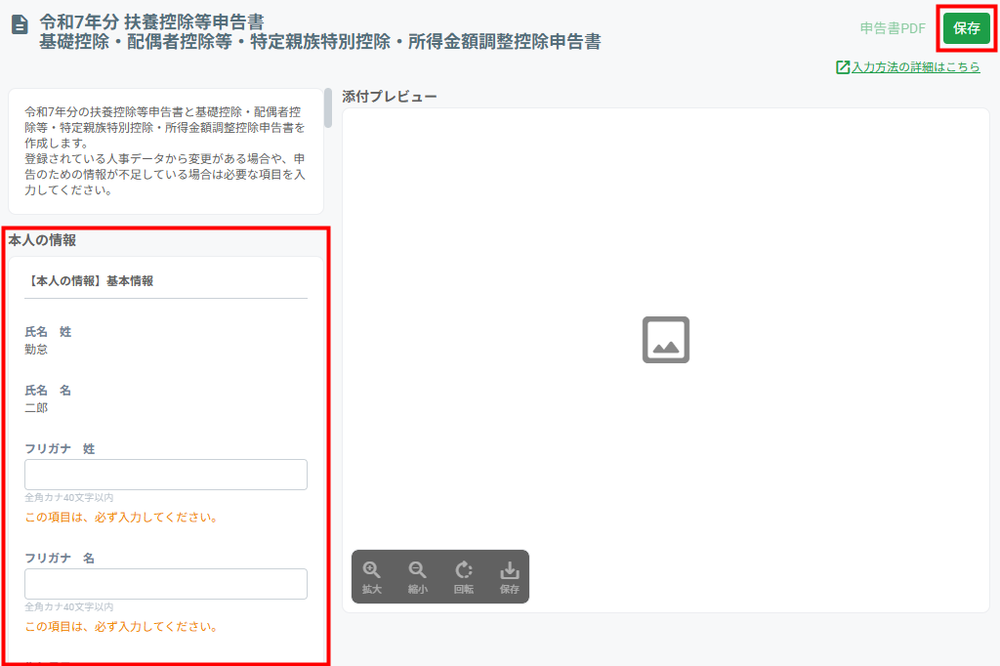 令和7年分 扶養控除等申告書
基礎控除・配偶者控除等・特定親族特別控除・所得金額調整控除申告書
申告書PDF
保存
入力方法の詳細はこちら
令和7年分の扶養控除等申告書と基礎控除・配偶者控
除等・特定親族特別控除・所得金額調整控除申告書を
作成します。
登録されている人事データから変更がある場合や、申
告のための情報が不足している場合は必要な項目を入
力してください。
添付プレビュー
本人の情報
【本人の情報】基本情報
氏名 姓
勤怠
氏名 名
二郎
フリガナ 姓
全角カナ40文字以内
この項目は、必ず入力してください。
フリガナ 名
全角カナ40文字以内
この項目は、必ず入力してください。
拡大
縮小
回転
保存